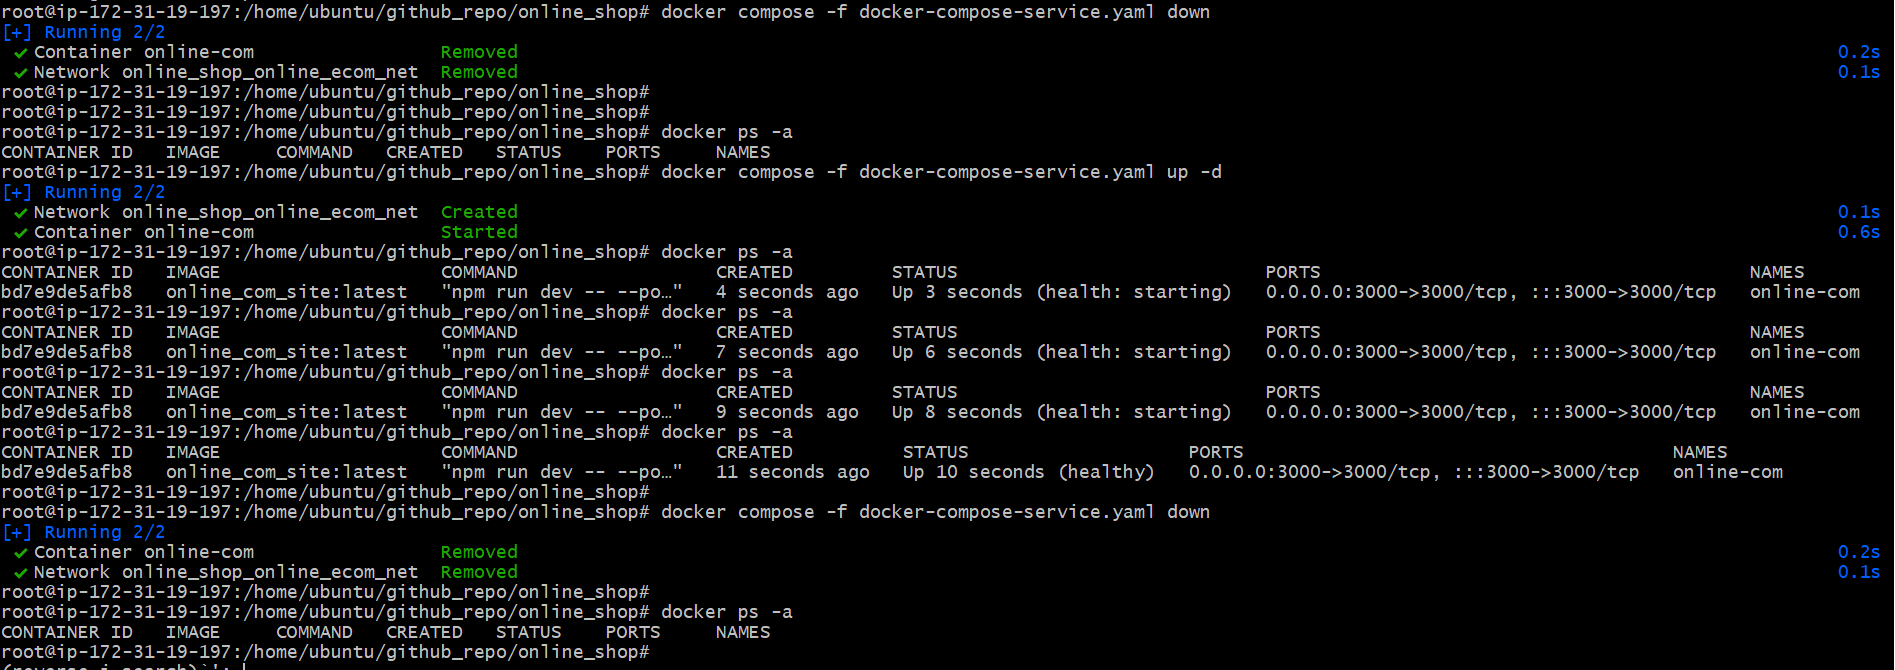 root@ip-172-31-19-197:/home/ubuntu/github_repo/online_shop# docker compose -f docker-compose-service.yaml down
[+] Running 2/2
✓ Container online-com Removed 0.2s
✓ Network online_shop_online_ecom_net Removed 0.1s
root@ip-172-31-19-197:/home/ubuntu/github_repo/online_shop#
root@ip-172-31-19-197:/home/ubuntu/github_repo/online_shop#
root@ip-172-31-19-197:/home/ubuntu/github_repo/online_shop# docker ps -a
CONTAINER ID IMAGE COMMAND CREATED STATUS PORTS NAMES
root@ip-172-31-19-197:/home/ubuntu/github_repo/online_shop# docker compose -f docker-compose-service.yaml up -d
[+] Running 2/2
✓ Network online_shop_online_ecom_net Created 0.1s
✓ Container online-com Started 0.6s
root@ip-172-31-19-197:/home/ubuntu/github_repo/online_shop# docker ps -a
CONTAINER ID IMAGE COMMAND CREATED STATUS PORTS NAMES
bd7e9de5afb8 online_com_site:latest "npm run dev -- --po…" 4 seconds ago Up 3 seconds (health: starting) 0.0.0.0:3000->3000/tcp, :::3000->3000/tcp online-com
root@ip-172-31-19-197:/home/ubuntu/github_repo/online_shop# docker ps -a
CONTAINER ID IMAGE COMMAND CREATED STATUS PORTS NAMES
bd7e9de5afb8 online_com_site:latest "npm run dev -- --po…" 7 seconds ago Up 6 seconds (health: starting) 0.0.0.0:3000->3000/tcp, :::3000->3000/tcp online-com
root@ip-172-31-19-197:/home/ubuntu/github_repo/online_shop# docker ps -a
CONTAINER ID IMAGE COMMAND CREATED STATUS PORTS NAMES
bd7e9de5afb8 online_com_site:latest "npm run dev -- --po…" 9 seconds ago Up 8 seconds (health: starting) 0.0.0.0:3000->3000/tcp, :::3000->3000/tcp online-com
root@ip-172-31-19-197:/home/ubuntu/github_repo/online_shop# docker ps -a
CONTAINER ID IMAGE COMMAND CREATED STATUS PORTS NAMES
bd7e9de5afb8 online_com_site:latest "npm run dev -- --po…" 11 seconds ago Up 10 seconds (healthy) 0.0.0.0:3000->3000/tcp, :::3000->3000/tcp online-com
root@ip-172-31-19-197:/home/ubuntu/github_repo/online_shop#
root@ip-172-31-19-197:/home/ubuntu/github_repo/online_shop# docker compose -f docker-compose-service.yaml down
[+] Running 2/2
✓ Container online-com Removed 0.2s
✓ Network online_shop_online_ecom_net Removed 0.1s
root@ip-172-31-19-197:/home/ubuntu/github_repo/online_shop#
root@ip-172-31-19-197:/home/ubuntu/github_repo/online_shop# docker ps -a
CONTAINER ID IMAGE COMMAND CREATED STATUS PORTS NAMES
root@ip-172-31-19-197:/home/ubuntu/github_repo/online_shop#